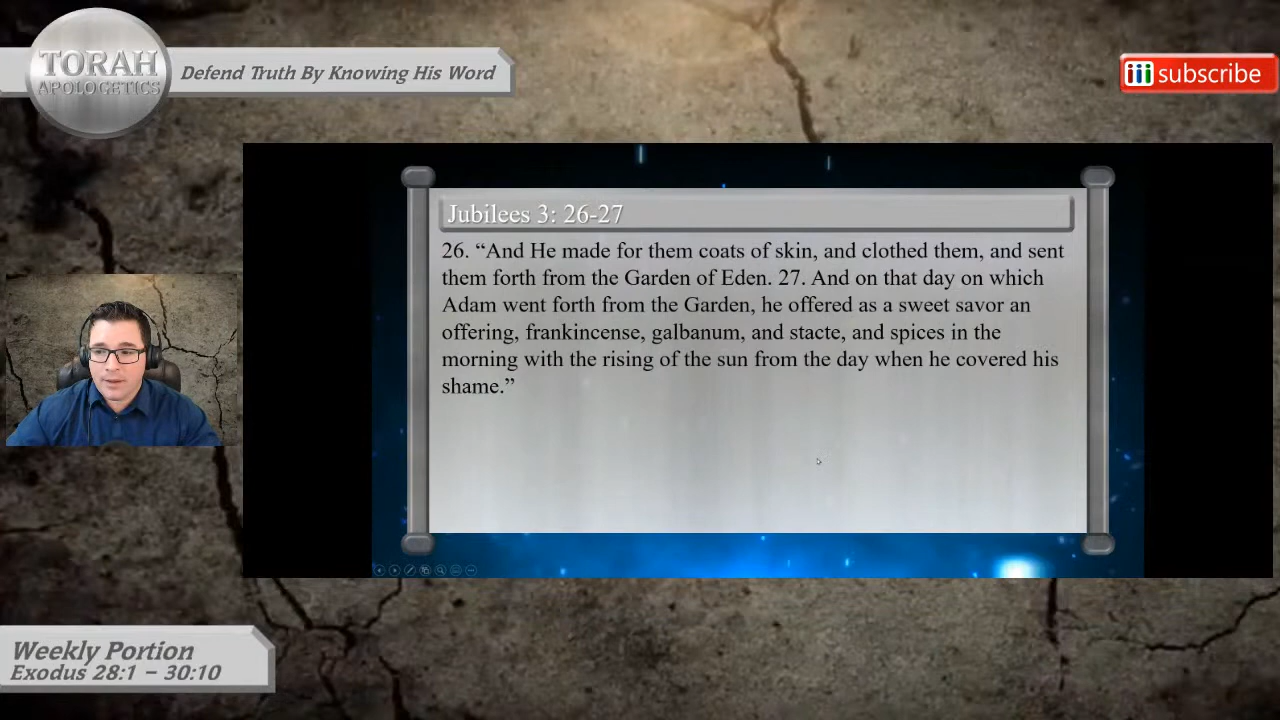 TORAH
APOLOGETICS
Defend Truth By Knowing His Word
subscribe
Jubilees 3: 26-27
26. “And He made for them coats of skin, and clothed them, and sent
them forth from the Garden of Eden. 27. And on that day on which
Adam went forth from the Garden, he offered as a sweet savor an
offering, frankincense, galbanum, and stacte, and spices in the
morning with the rising of the sun from the day when he covered his
shame.”
Weekly Portion
Exodus 28:1 – 30:10